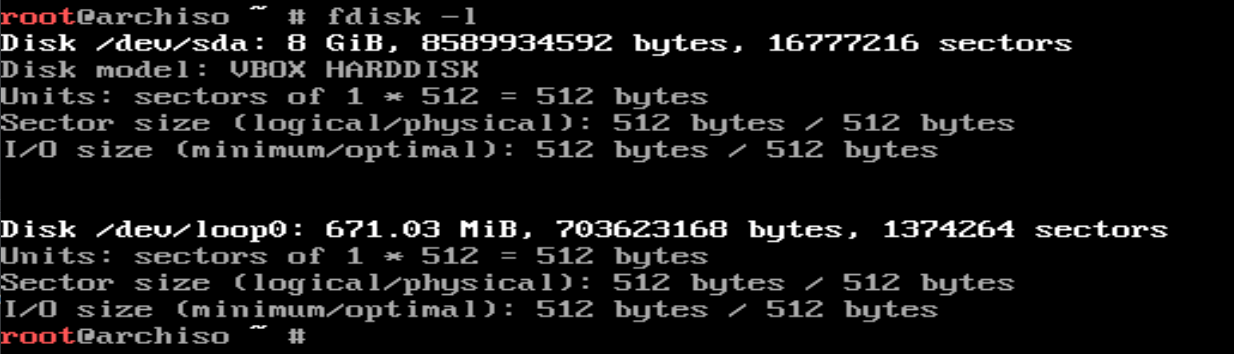 root@archiso ~ # fdisk -l
Disk /dev/sda: 8 GiB, 8589934592 bytes, 16777216 sectors
Disk model: VBOX HARDDISK
Units: sectors of 1 * 512 = 512 bytes
Sector size (logical/physical): 512 bytes / 512 bytes
I/O size (minimum/optimal): 512 bytes / 512 bytes
Disk /dev/loop0: 671.03 MiB, 703623168 bytes, 1374264 sectors
Units: sectors of 1 * 512 = 512 bytes
Sector size (logical/physical): 512 bytes / 512 bytes
I/O size (minimum/optimal): 512 bytes / 512 bytes
root@archiso ~ #